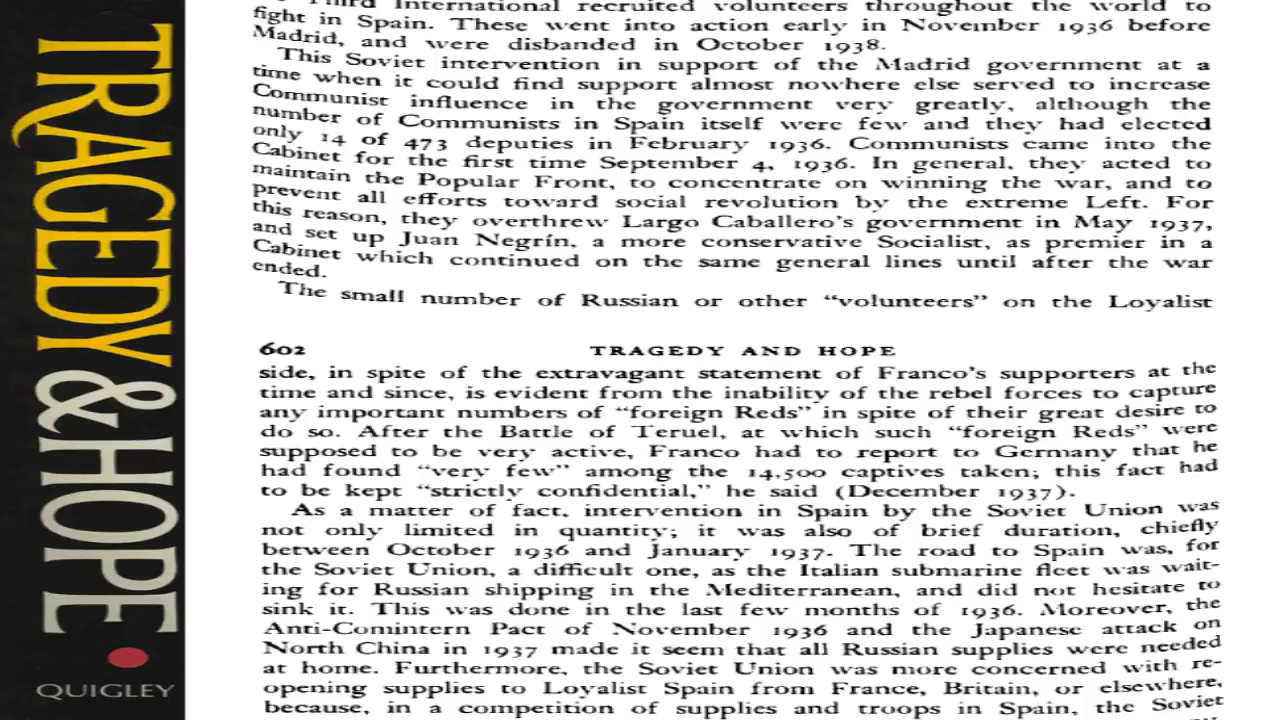 TRAGEDY & HOPE
QUIGLEY
Third International recruited volunteers throughout the world to
fight in Spain. These went into action early in November 1936 before
Madrid, and were disbanded in October 1938.
This Soviet intervention in support of the Madrid government at a
time when it could find support almost nowhere else served to increase
Communist influence in the government very greatly, although the
number of Communists in Spain itself were few and they had elected
only 14 of 473 deputies in February 1936. Communists came into the
Cabinet for the first time September 4, 1936. In general, they acted to
maintain the Popular Front, to concentrate on winning the war, and to
prevent all efforts toward social revolution by the extreme Left. For
this reason, they overthrew Largo Caballero's government in May 1937,
and set up Juan Negrín, a more conservative Socialist, as premier in a
Cabinet which continued on the same general lines until after the war
ended.
The small number of Russian or other "volunteers" on the Loyalist
602 TRAGEDY AND HOPE
side, in spite of the extravagant statement of Franco's supporters at the
time and since, is evident from the inability of the rebel forces to capture
any important numbers of "foreign Reds" in spite of their great desire to
do so. After the Battle of Teruel, at which such "foreign Reds" were
supposed to be very active, Franco had to report to Germany that he
had found "very few" among the 14,500 captives taken; this fact had
to be kept "strictly confidential," he said (December 1937).
As a matter of fact, intervention in Spain by the Soviet Union was
not only limited in quantity; it was also of brief duration, chiefly
between October 1936 and January 1937. The road to Spain was, for
the Soviet Union, a difficult one, as the Italian submarine fleet was wait-
ing for Russian shipping in the Mediterranean, and did not hesitate to
sink it. This was done in the last few months of 1936. Moreover, the
Anti-Comintern Pact of November 1936 and the Japanese attack on
North China in 1937 made it seem that all Russian supplies were needed
at home. Furthermore, the Soviet Union was more concerned with re-
opening supplies to Loyalist Spain from France, Britain, or elsewhere,
because, in a competition of supplies and troops in Spain, the Soviet